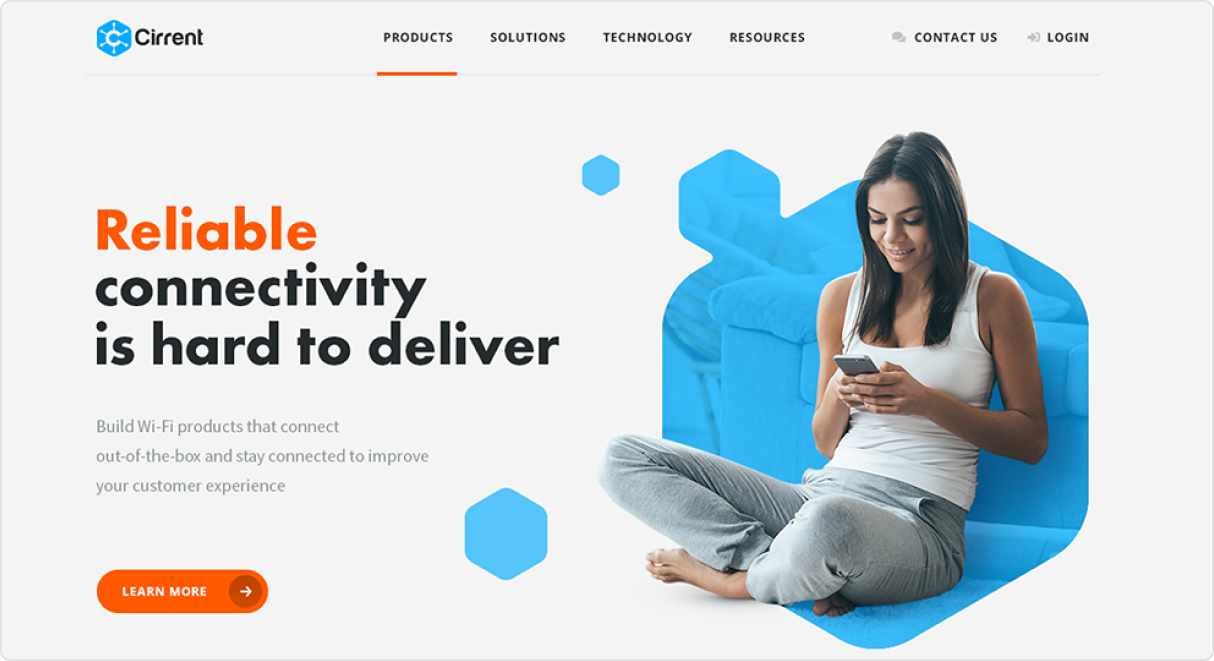 Cirrent
PRODUCTS
SOLUTIONS
TECHNOLOGY
RESOURCES
CONTACT US
LOGIN
Reliable
connectivity
is hard to deliver
Build Wi-Fi products that connect
out-of-the-box and stay connected to improve
your customer experience
LEARN MORE